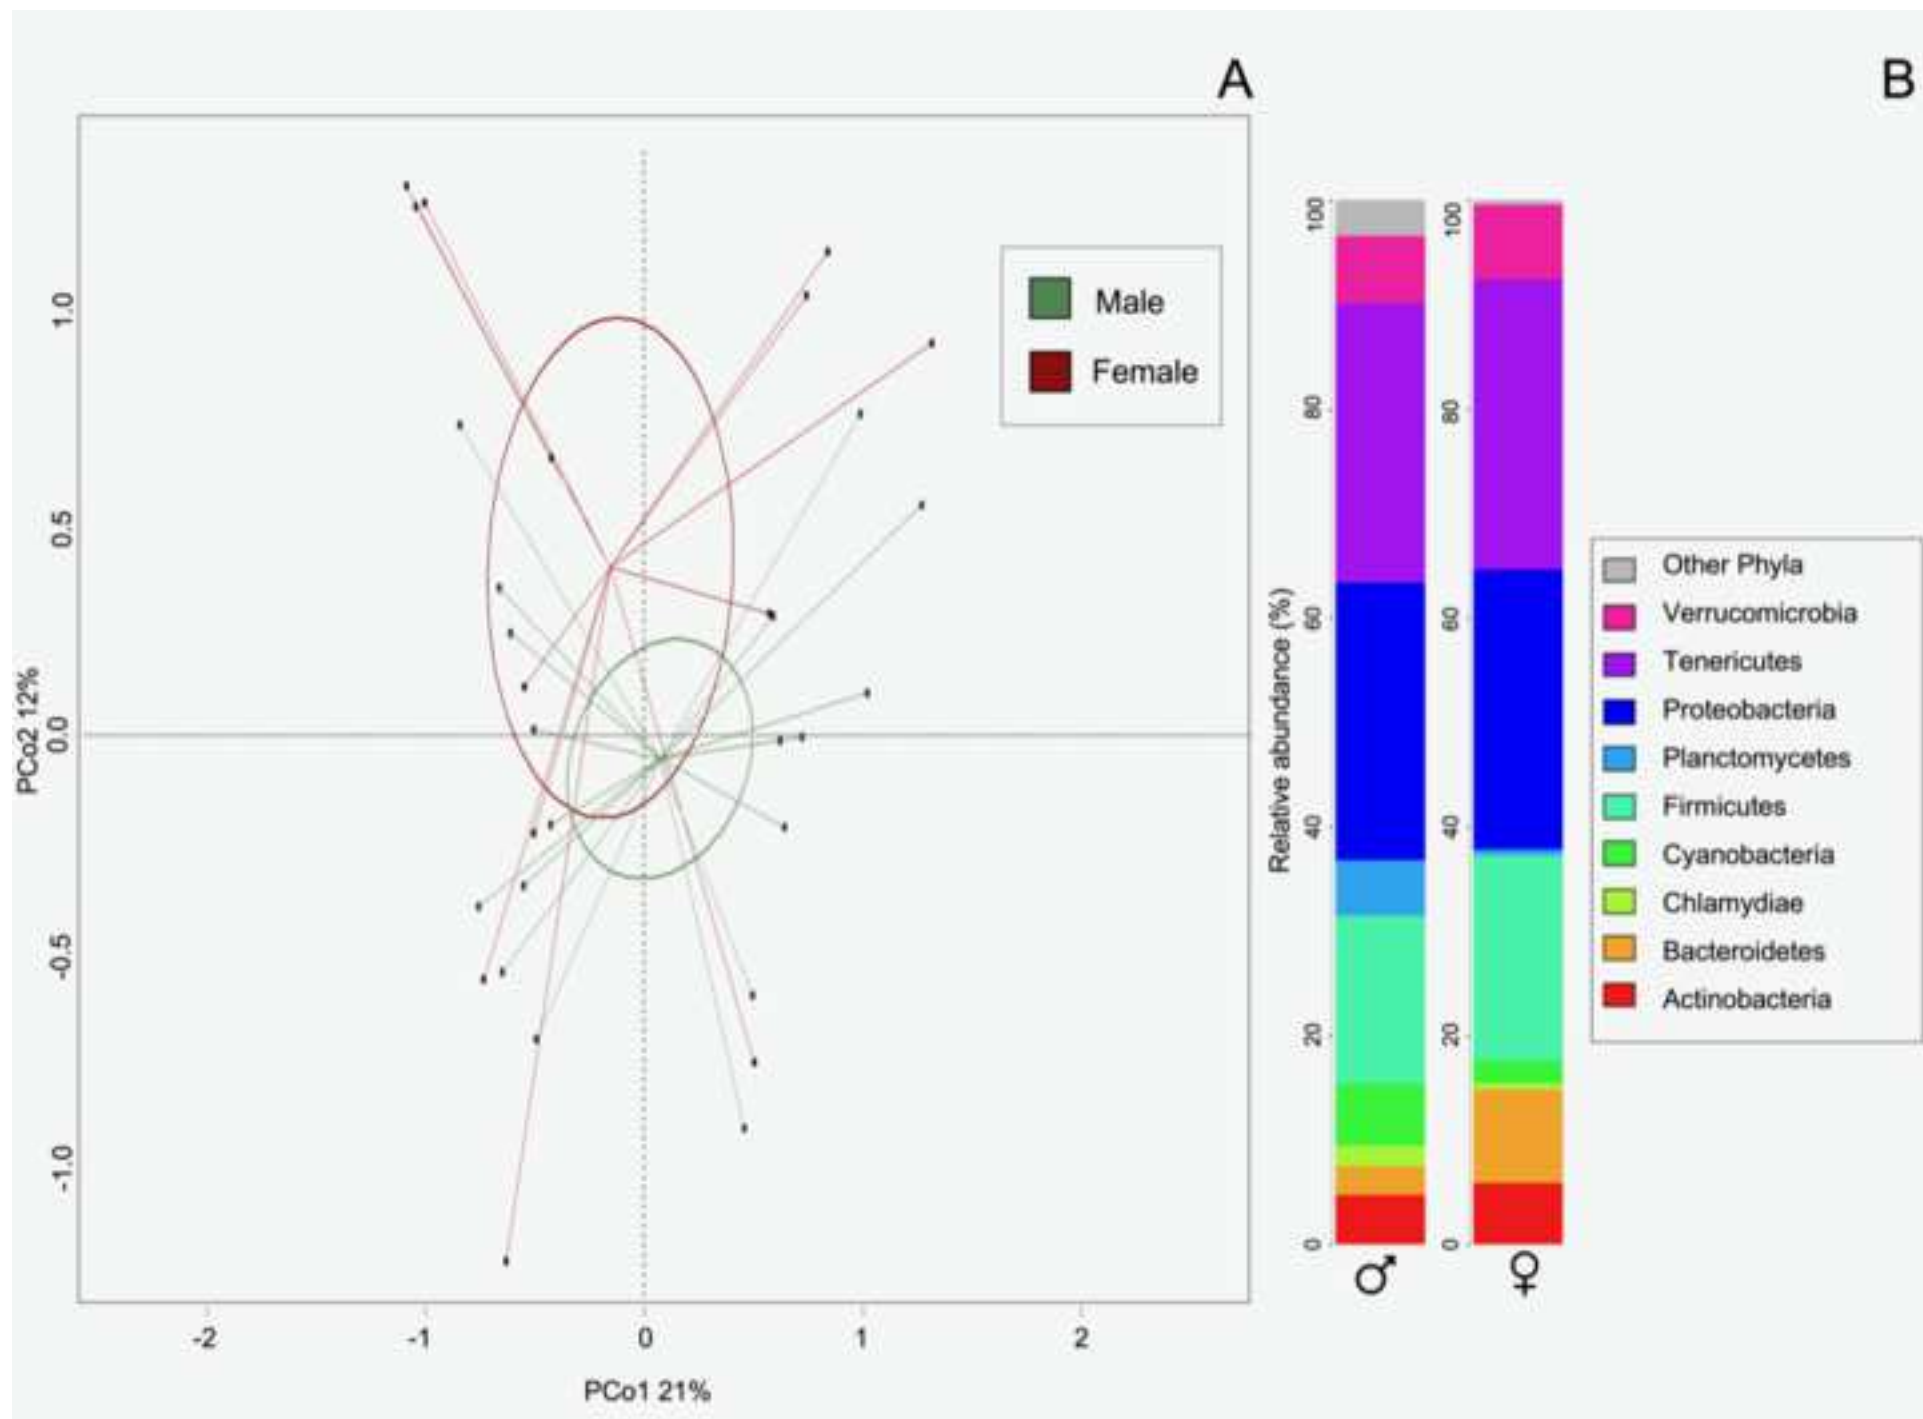 A
B
Male
Female
1.0
0.5
0.0
-0.5
-1.0
PCo2 12%
-2
-1
0
1
2
PCo1 21%
Relative abundance (%)
100
80
60
40
20
0
100
80
60
40
20
0
♂
♀
Other Phyla
Verrucomicrobia
Tenericutes
Proteobacteria
Planctomycetes
Firmicutes
Cyanobacteria
Chlamydiae
Bacteroidetes
Actinobacteria